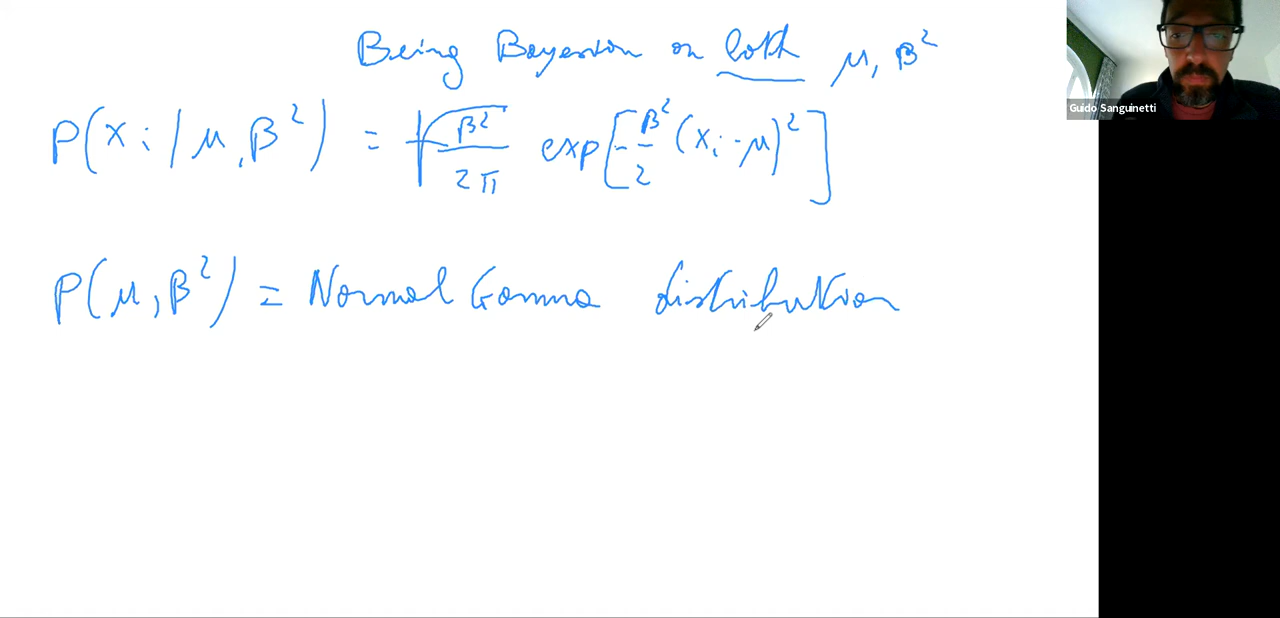 Being Bayesian on both μ, β²
Guido Sanguinetti
P(xᵢ | μ, β²) = √(β²/2π) exp[-β²/2 (xᵢ - μ)²]
P(μ, β²) = Normal Gamma distribution